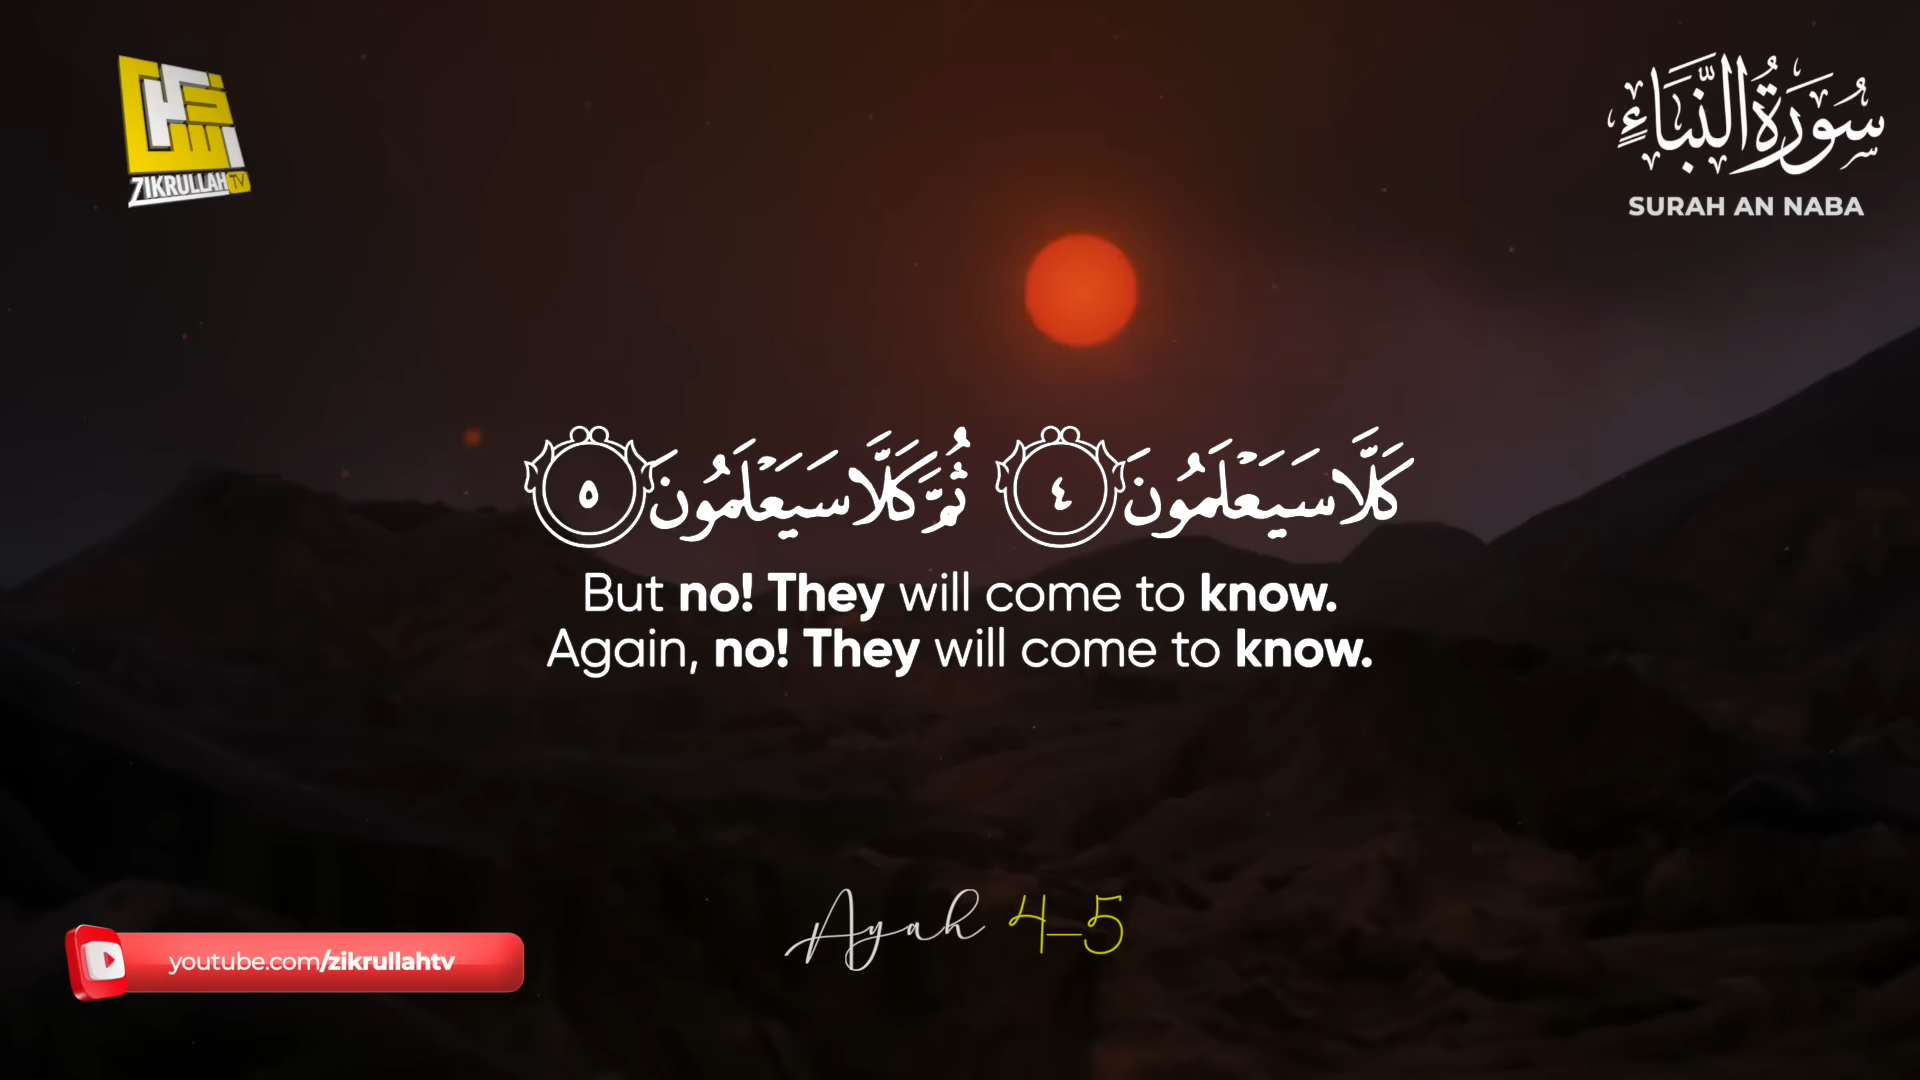 ZIKRULLAH TV
سُورَةُ النَّبَاءِ
SURAH AN NABA
كَلَّا سَيَعْلَمُونَ ٤ ثُمَّ كَلَّا سَيَعْلَمُونَ ٥
But no! They will come to know.
Again, no! They will come to know.
Ayah 4-5
youtube.com/zikrullahtv